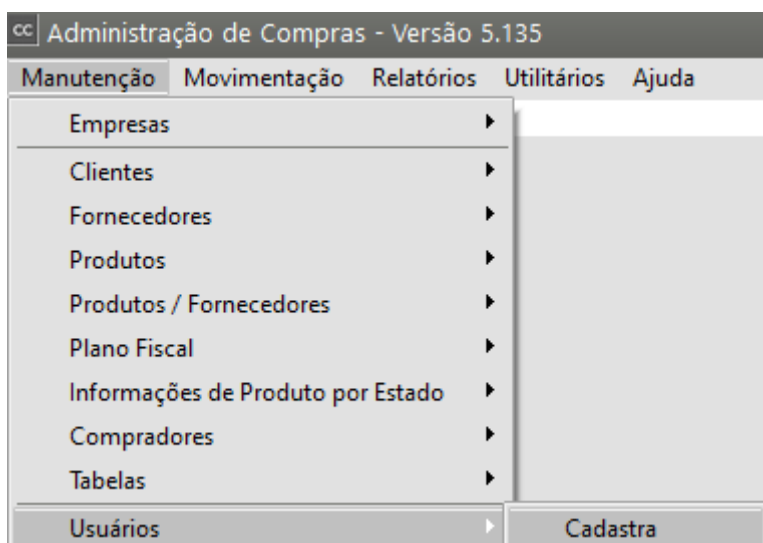 cc Administração de Compras - Versão 5.135
Manutenção Movimentação Relatórios Utilitários Ajuda
Empresas
Clientes
Fornecedores
Produtos
Produtos / Fornecedores
Plano Fiscal
Informações de Produto por Estado
Compradores
Tabelas
Usuários Cadastra